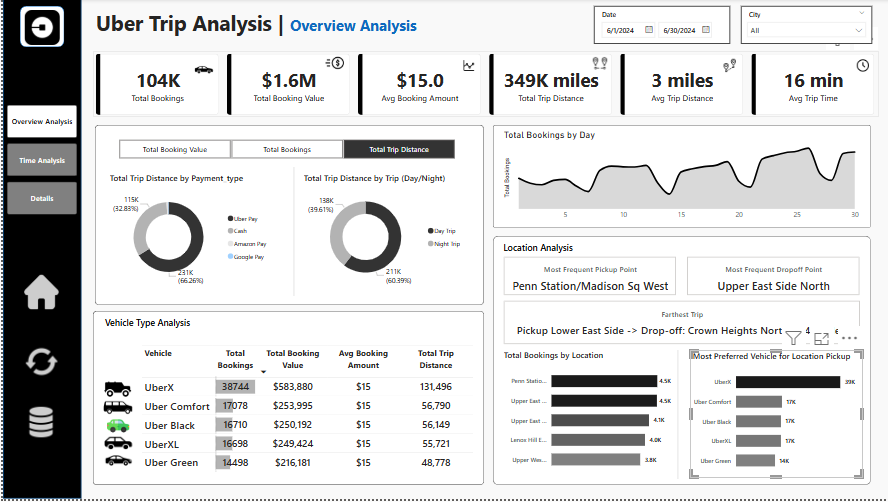 Uber Trip Analysis | Overview Analysis
Date
6/1/2024 6/30/2024
City
All
104K
Total Bookings
$1.6M
Total Booking Value
$15.0
Avg Booking Amount
349K miles
Total Trip Distance
3 miles
Avg Trip Distance
16 min
Avg Trip Time
Overview Analysis
Time Analysis
Details
Total Booking Value Total Bookings Total Trip Distance
Total Trip Distance by Payment type
115K
(32.83%)
231K
(66.26%)
Uber Pay
Cash
Amazon Pay
Google Pay
Total Trip Distance by Trip (Day/Night)
138K
(39.61%)
211K
(60.39%)
Day Trip
Night Trip
Total Bookings by Day
Total Bookings
5 10 15 20 25 30
Vehicle Type Analysis
Vehicle Total Bookings Total Booking Value Avg Booking Amount Total Trip Distance
UberX 38744 $583,880 $15 131,496
Uber Comfort 17078 $253,995 $15 56,790
Uber Black 16710 $250,192 $15 56,149
UberXL 16698 $249,424 $15 55,721
Uber Green 14498 $216,181 $15 48,778
Location Analysis
Most Frequent Pickup Point
Penn Station/Madison Sq West
Most Frequent Dropoff Point
Upper East Side North
Farthest Trip
Pickup Lower East Side -> Drop-off: Crown Heights Nort
Total Bookings by Location
Penn Statio... 4.5K
Upper East ... 4.5K
Upper East ... 4.1K
Lenox Hill E... 4.0K
Upper Wes... 3.8K
Most Preferred Vehicle for Location Pickup
UberX 39K
Uber Comfort 17K
Uber Black 17K
UberXL 17K
Uber Green 14K